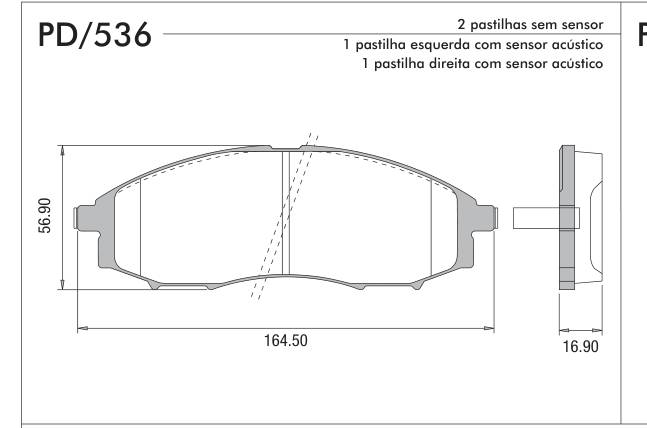 PD/536
2 pastilhas sem sensor
1 pastilha esquerda com sensor acústico
1 pastilha direita com sensor acústico
56.90
164.50
16.90